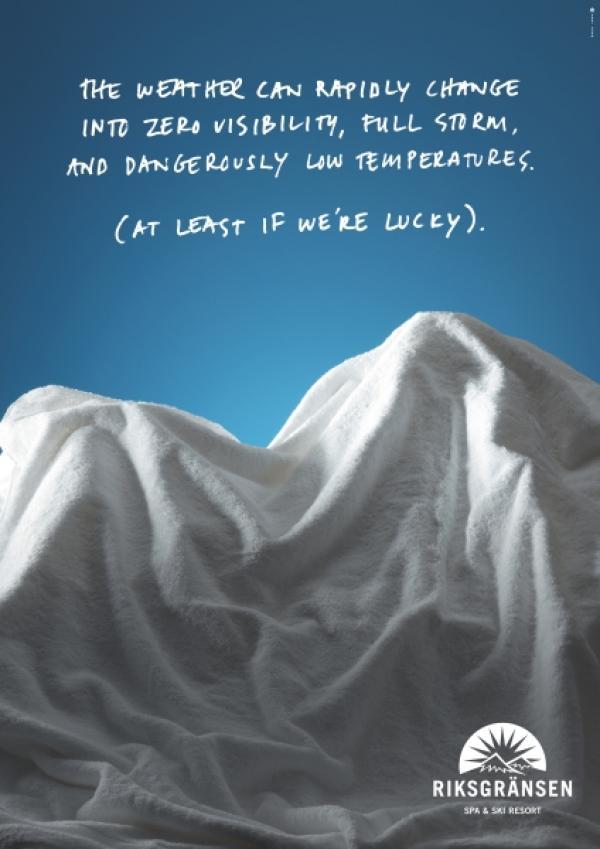 THE WEATHER CAN RAPIDLY CHANGE
INTO ZERO VISIBILITY, FULL STORM,
AND DANGEROUSLY LOW TEMPERATURES.
(AT LEAST IF WE'RE LUCKY).
RIKSGRÄNSEN
SPA & SKI RESORT